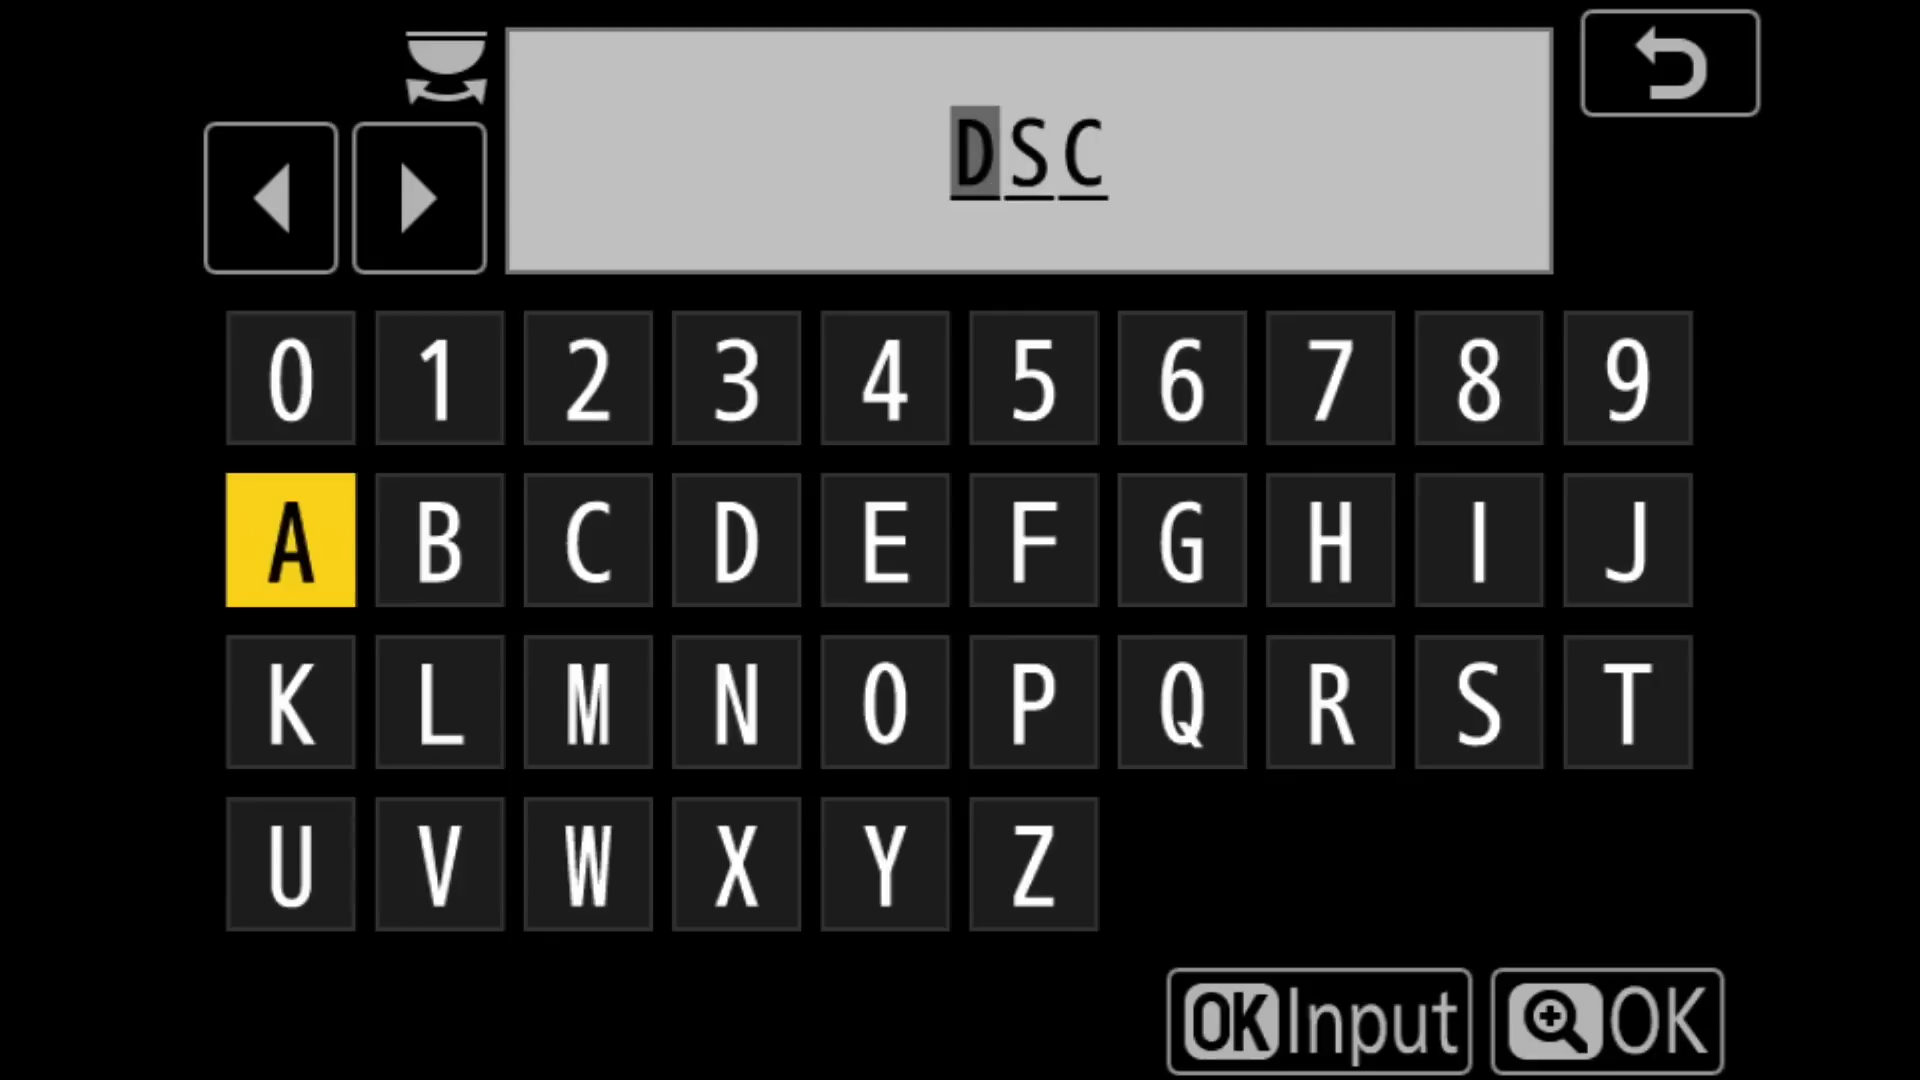 DSC
0 1 2 3 4 5 6 7 8 9
A B C D E F G H I J
K L M N O P Q R S T
U V W X Y Z
OK Input OK